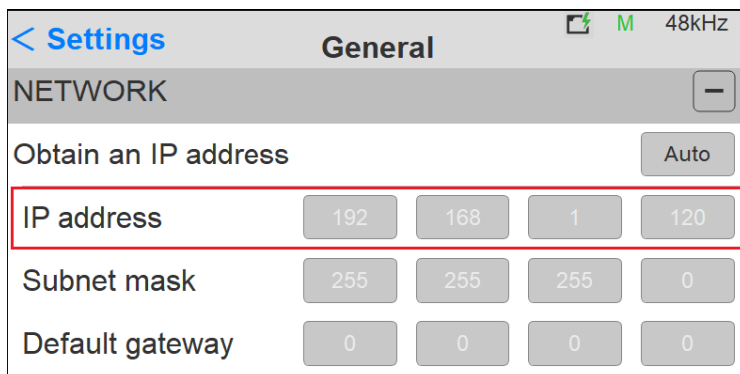 < Settings General M 48kHz
NETWORK −
Obtain an IP address Auto
IP address 192 168 1 120
Subnet mask 255 255 255 0
Default gateway 0 0 0 0